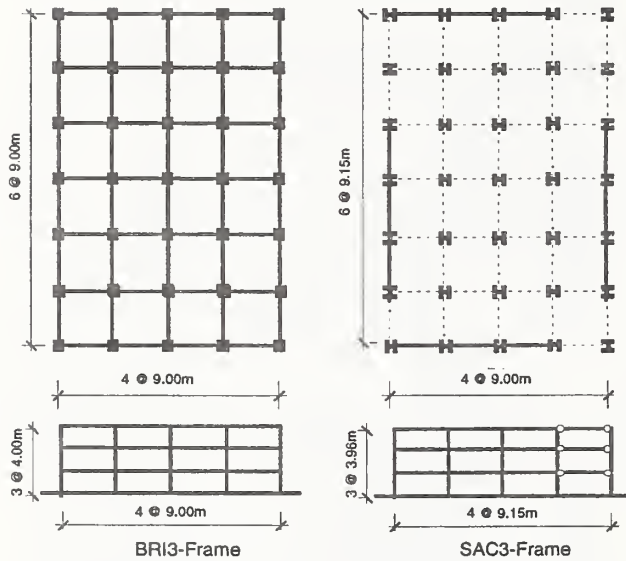 6 @ 9.00m
6 @ 9.15m
4 @ 9.00m
4 @ 9.00m
3 @ 4.00m
3 @ 3.96m
4 @ 9.00m
4 @ 9.15m
BRI3-Frame
SAC3-Frame